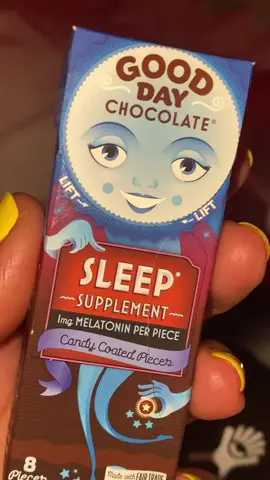 GOOD
DAY
CHOCOLATE®
LIFT
LIFT
SLEEP*
SUPPLEMENT
1mg MELATONIN PER PIECE
Candy Coated Pieces
8
Pieces
Made with FAIR TRADE